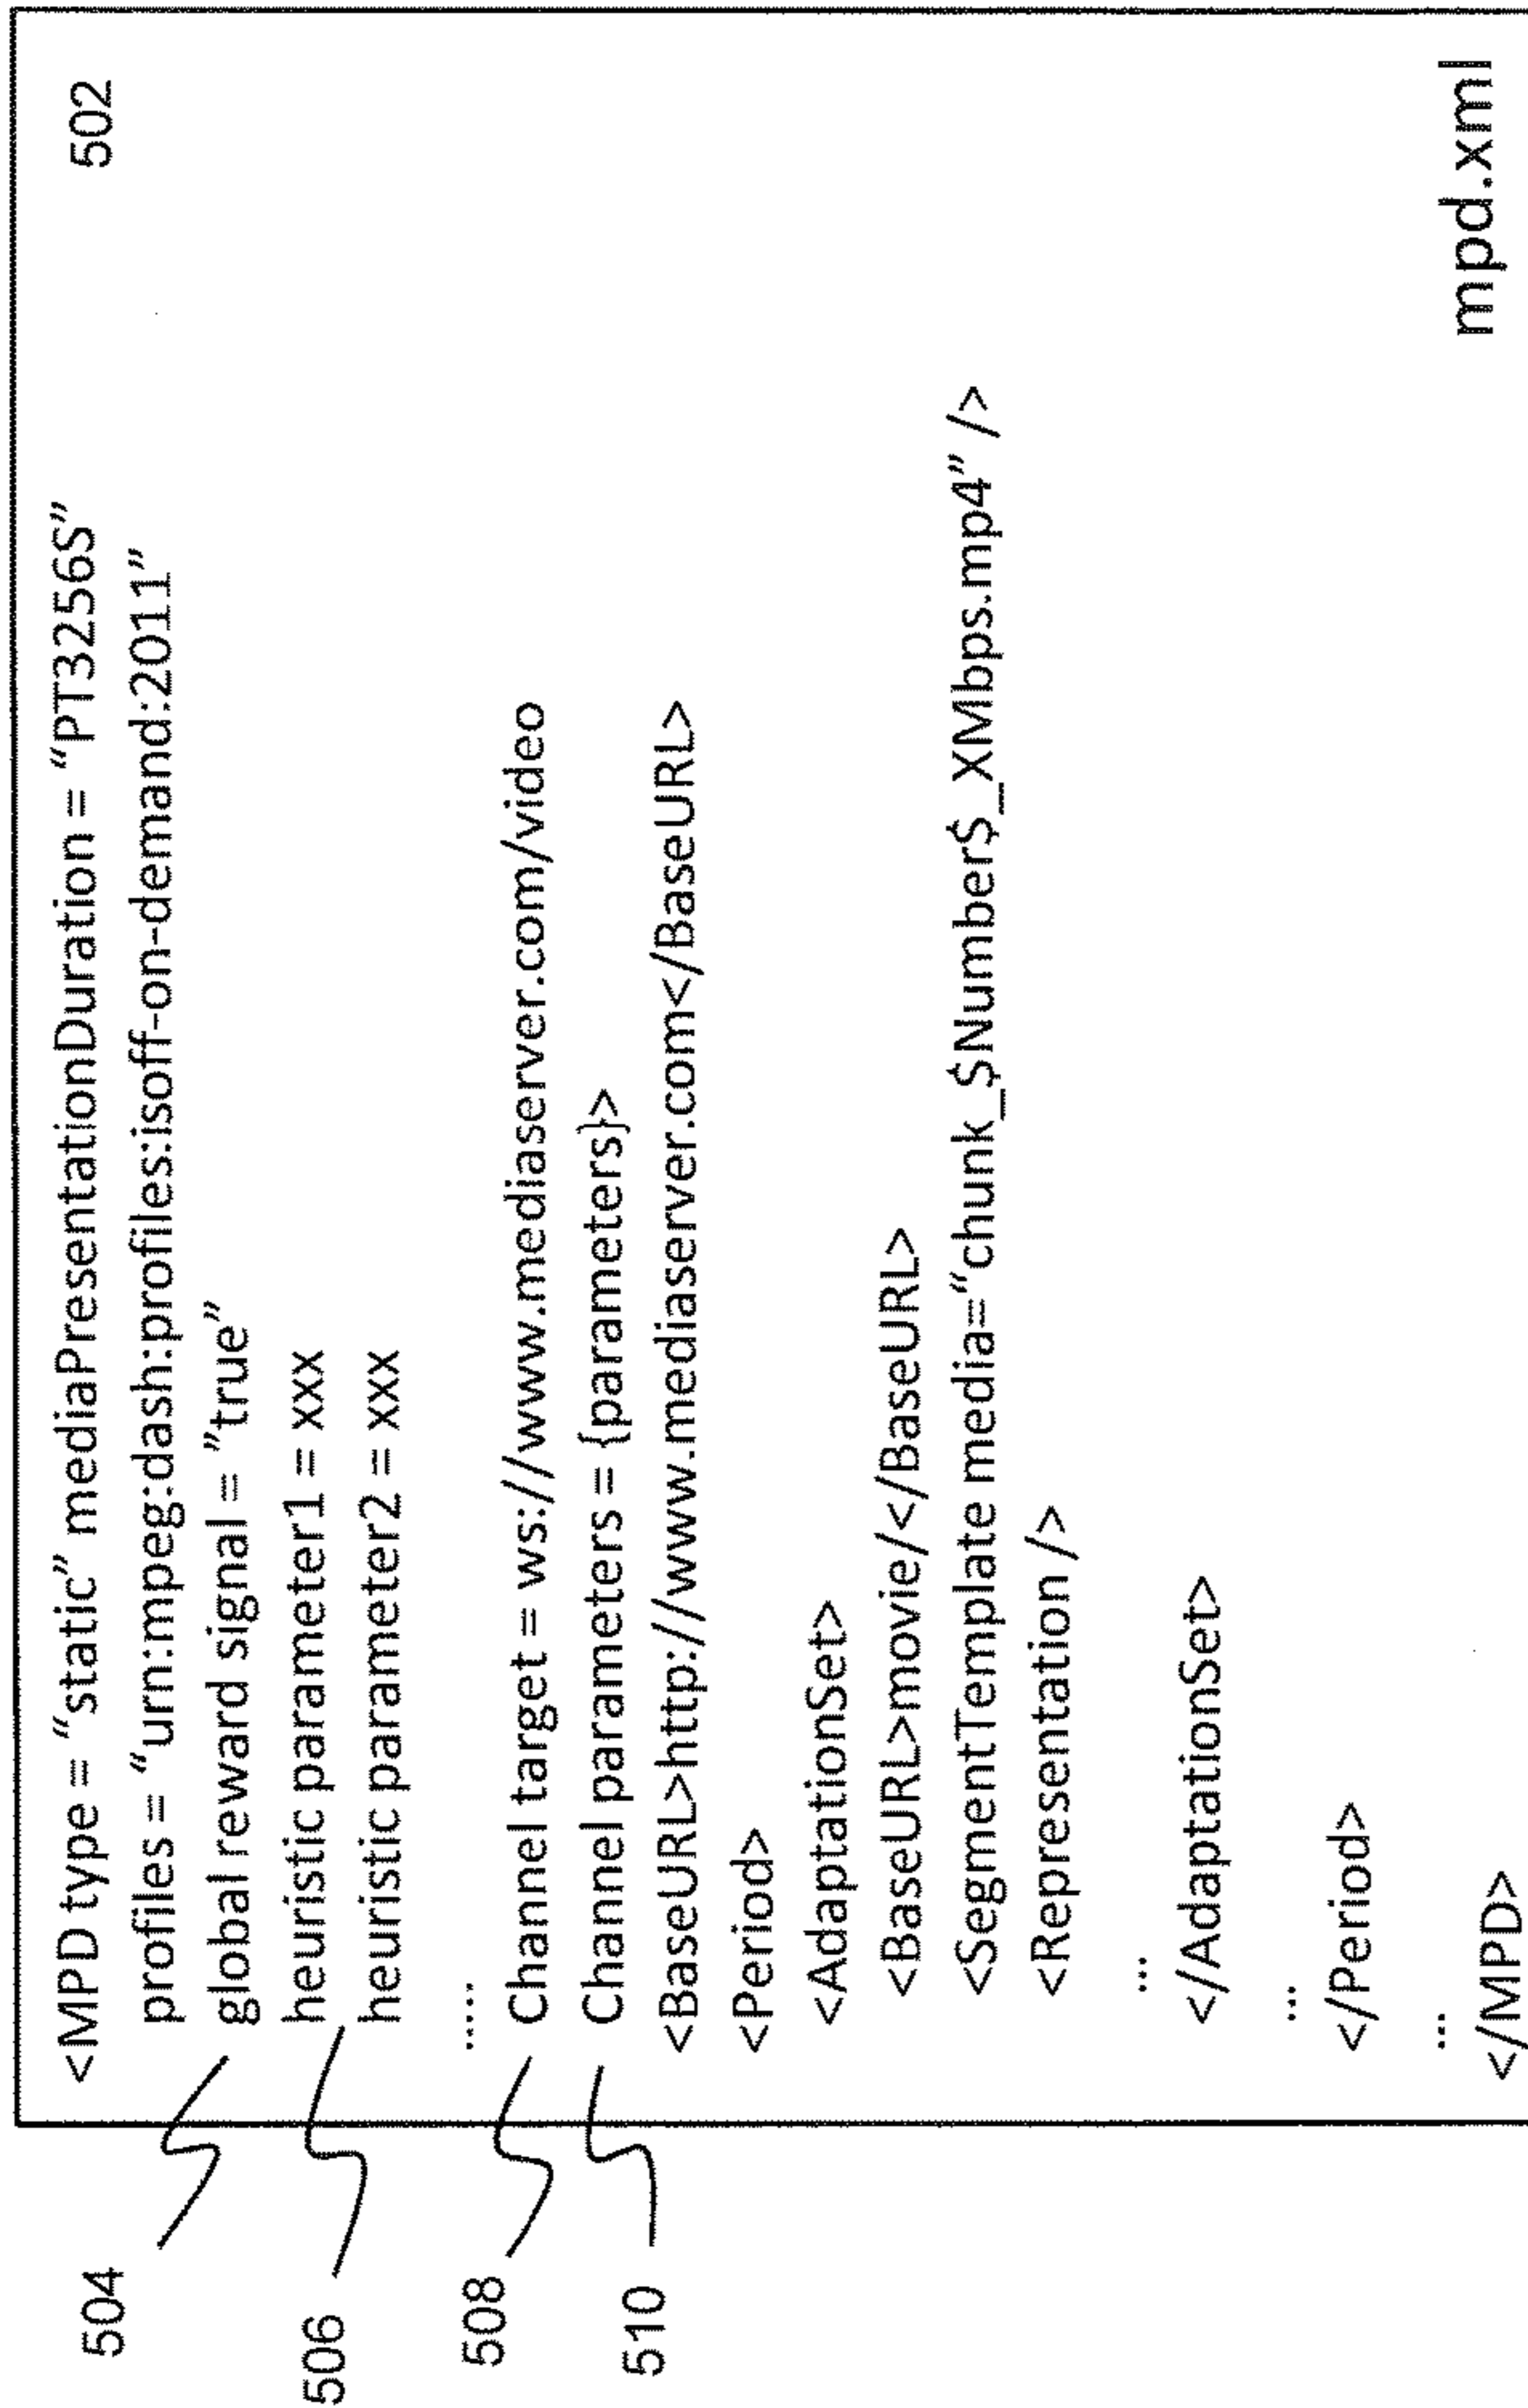 502
<MPD type = “static” mediaPresentationDuration = “PT3256S”
profiles = “urn:mpeg:dash:profiles:isoff-on-demand:2011”
504
global reward signal = ”true”
506
heuristic parameter1 = xxx
heuristic parameter2 = xxx
.....
508
Channel target = ws://www.mediaserver.com/video
510
Channel parameters = {parameters}>
<BaseURL>http://www.mediaserver.com</BaseURL>
<Period>
<AdaptationSet>
<BaseURL>movie/</BaseURL>
<SegmentTemplate media=“chunk_$Number$_XMbps.mp4” />
<Representation />
...
</AdaptationSet>
...
</Period>
...
</MPD>
mpd.xml